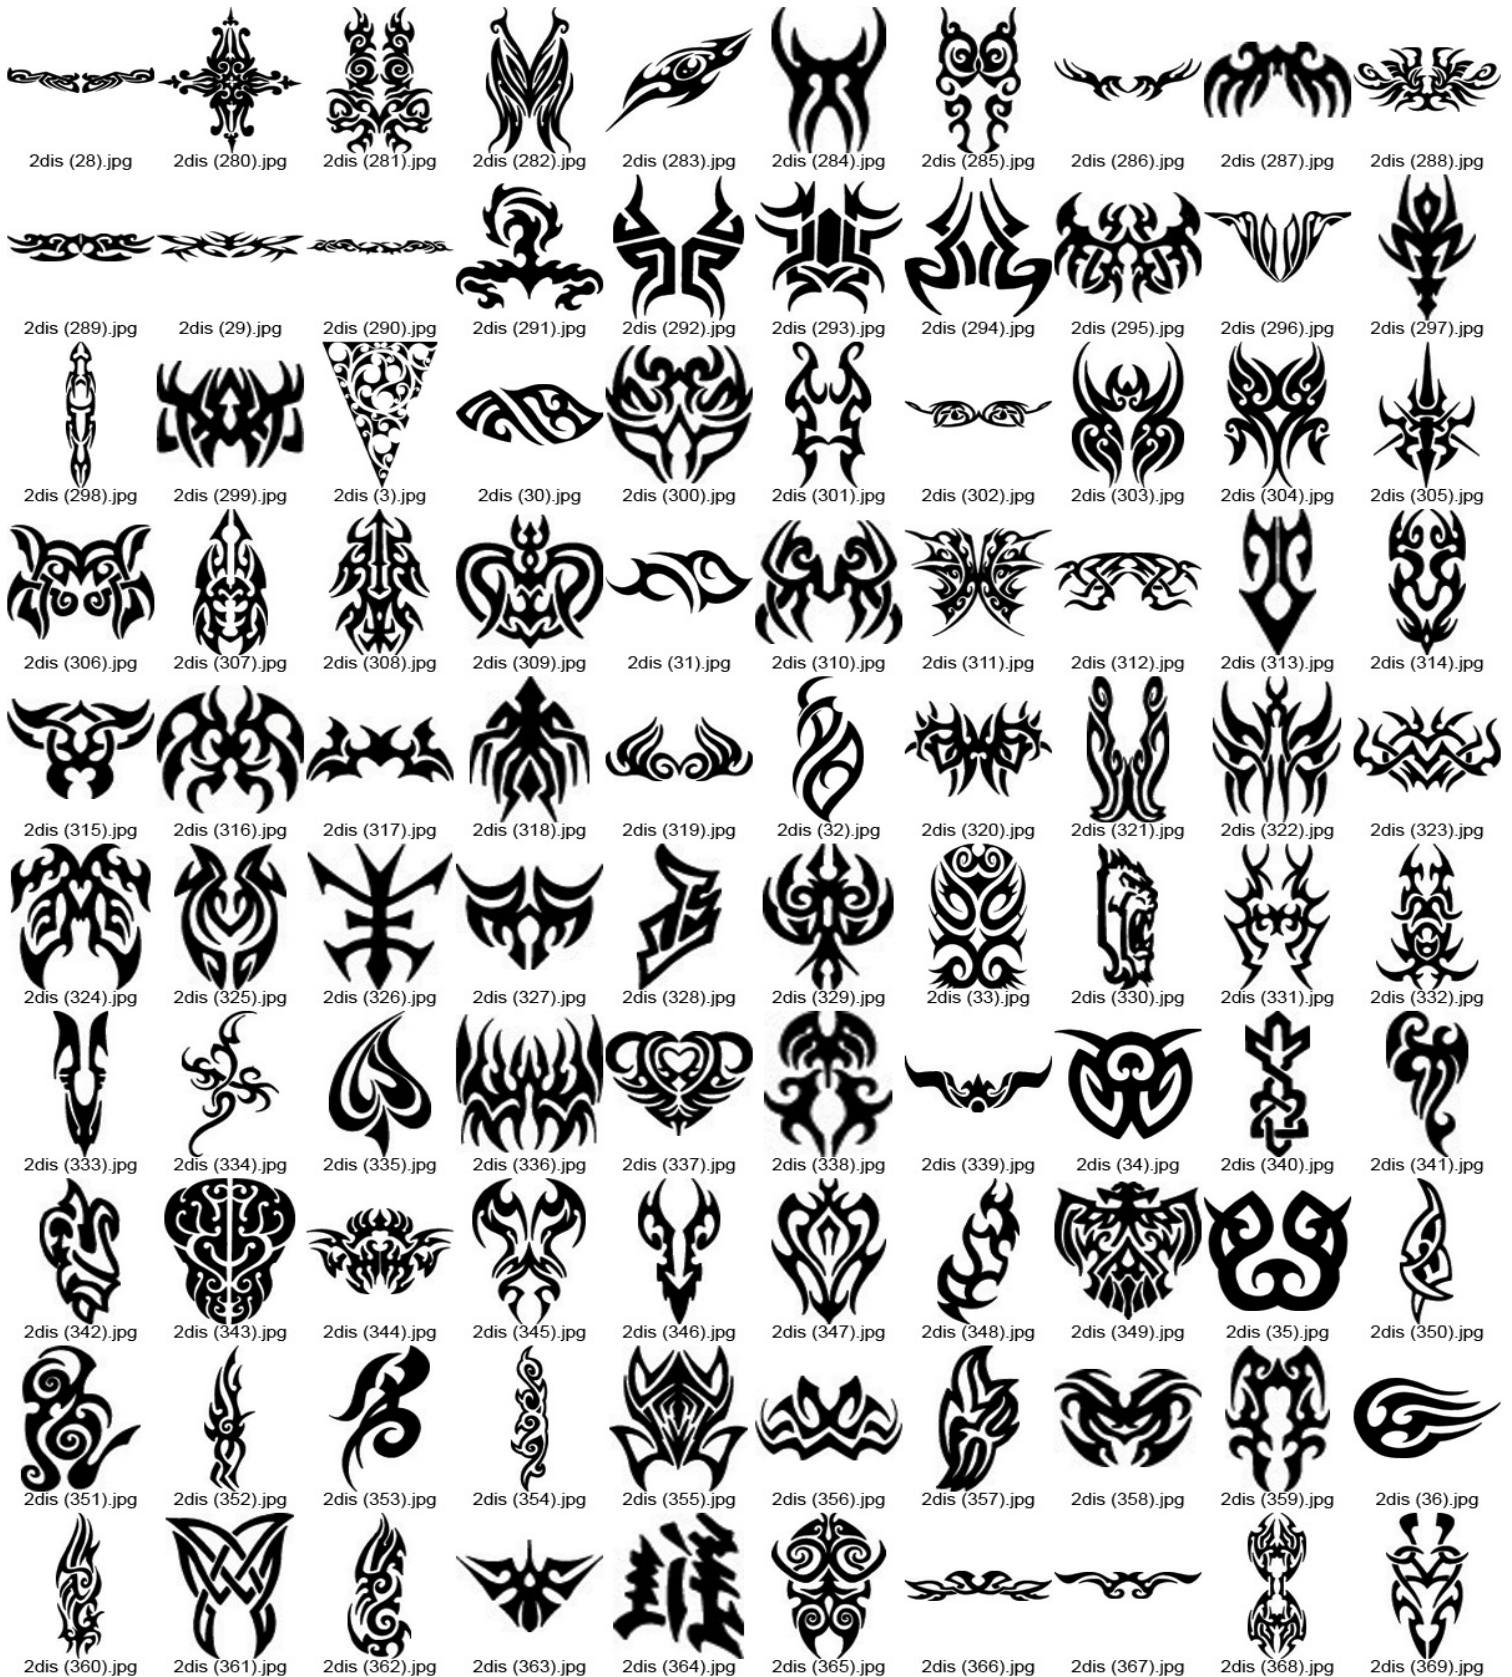 2dis (28).jpg 2dis (280).jpg 2dis (281).jpg 2dis (282).jpg 2dis (283).jpg 2dis (284).jpg 2dis (285).jpg 2dis (286).jpg 2dis (287).jpg 2dis (288).jpg
2dis (289).jpg 2dis (29).jpg 2dis (290).jpg 2dis (291).jpg 2dis (292).jpg 2dis (293).jpg 2dis (294).jpg 2dis (295).jpg 2dis (296).jpg 2dis (297).jpg
2dis (298).jpg 2dis (299).jpg 2dis (3).jpg 2dis (30).jpg 2dis (300).jpg 2dis (301).jpg 2dis (302).jpg 2dis (303).jpg 2dis (304).jpg 2dis (305).jpg
2dis (306).jpg 2dis (307).jpg 2dis (308).jpg 2dis (309).jpg 2dis (31).jpg 2dis (310).jpg 2dis (311).jpg 2dis (312).jpg 2dis (313).jpg 2dis (314).jpg
2dis (315).jpg 2dis (316).jpg 2dis (317).jpg 2dis (318).jpg 2dis (319).jpg 2dis (32).jpg 2dis (320).jpg 2dis (321).jpg 2dis (322).jpg 2dis (323).jpg
2dis (324).jpg 2dis (325).jpg 2dis (326).jpg 2dis (327).jpg 2dis (328).jpg 2dis (329).jpg 2dis (33).jpg 2dis (330).jpg 2dis (331).jpg 2dis (332).jpg
2dis (333).jpg 2dis (334).jpg 2dis (335).jpg 2dis (336).jpg 2dis (337).jpg 2dis (338).jpg 2dis (339).jpg 2dis (34).jpg 2dis (340).jpg 2dis (341).jpg
2dis (342).jpg 2dis (343).jpg 2dis (344).jpg 2dis (345).jpg 2dis (346).jpg 2dis (347).jpg 2dis (348).jpg 2dis (349).jpg 2dis (35).jpg 2dis (350).jpg
2dis (351).jpg 2dis (352).jpg 2dis (353).jpg 2dis (354).jpg 2dis (355).jpg 2dis (356).jpg 2dis (357).jpg 2dis (358).jpg 2dis (359).jpg 2dis (36).jpg
2dis (360).jpg 2dis (361).jpg 2dis (362).jpg 2dis (363).jpg 2dis (364).jpg 2dis (365).jpg 2dis (366).jpg 2dis (367).jpg 2dis (368).jpg 2dis (369).jpg